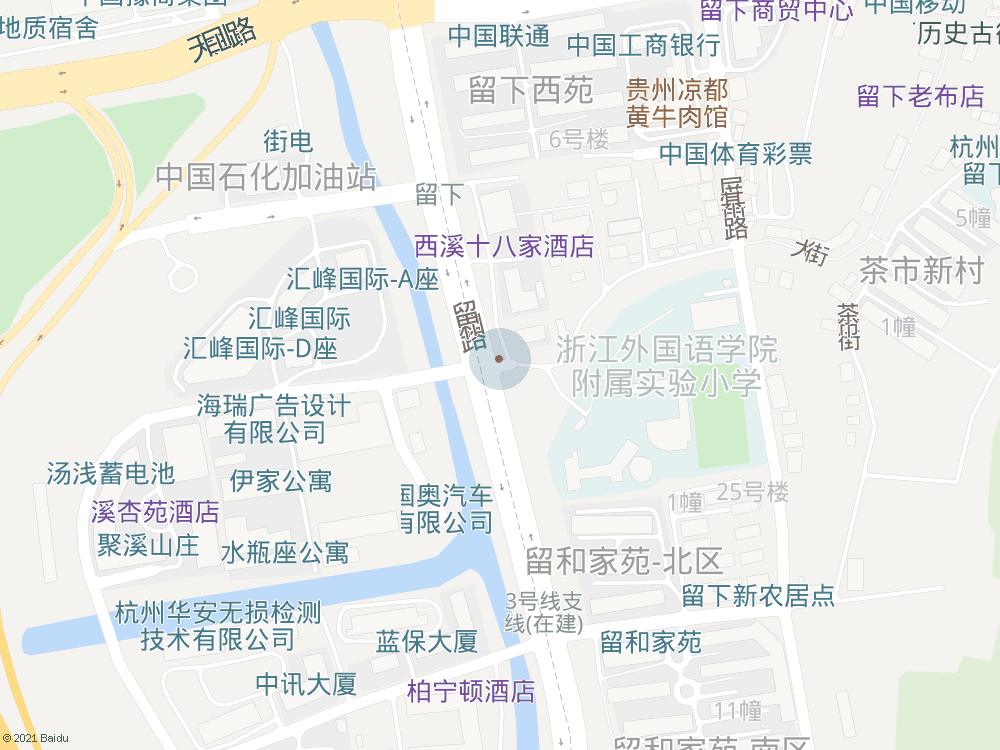 留下商贸中心
中国移动
地质宿舍
天目山路
中国联通
中国工商银行
历史古街
留下西苑
贵州凉都
黄牛肉馆
留下老布店
6号楼
街电
中国体育彩票
杭州
留下
中国石化加油站
留下
5幢
西溪十八家酒店
大街
茶市新村
汇峰国际-A座
汇峰国际
茶市街
1幢
汇峰国际-D座
浙江外国语学院
附属实验小学
海瑞广告设计
有限公司
汤浅蓄电池
伊家公寓
国奥汽车
有限公司
1幢
25号楼
溪杏苑酒店
聚溪山庄
水瓶座公寓
留和家苑-北区
3号线支
线(在建)
留下新农居点
杭州华安无损检测
技术有限公司
蓝保大厦
留和家苑
中讯大厦
柏宁顿酒店
11幢
留和家苑-南区
© 2021 Baidu